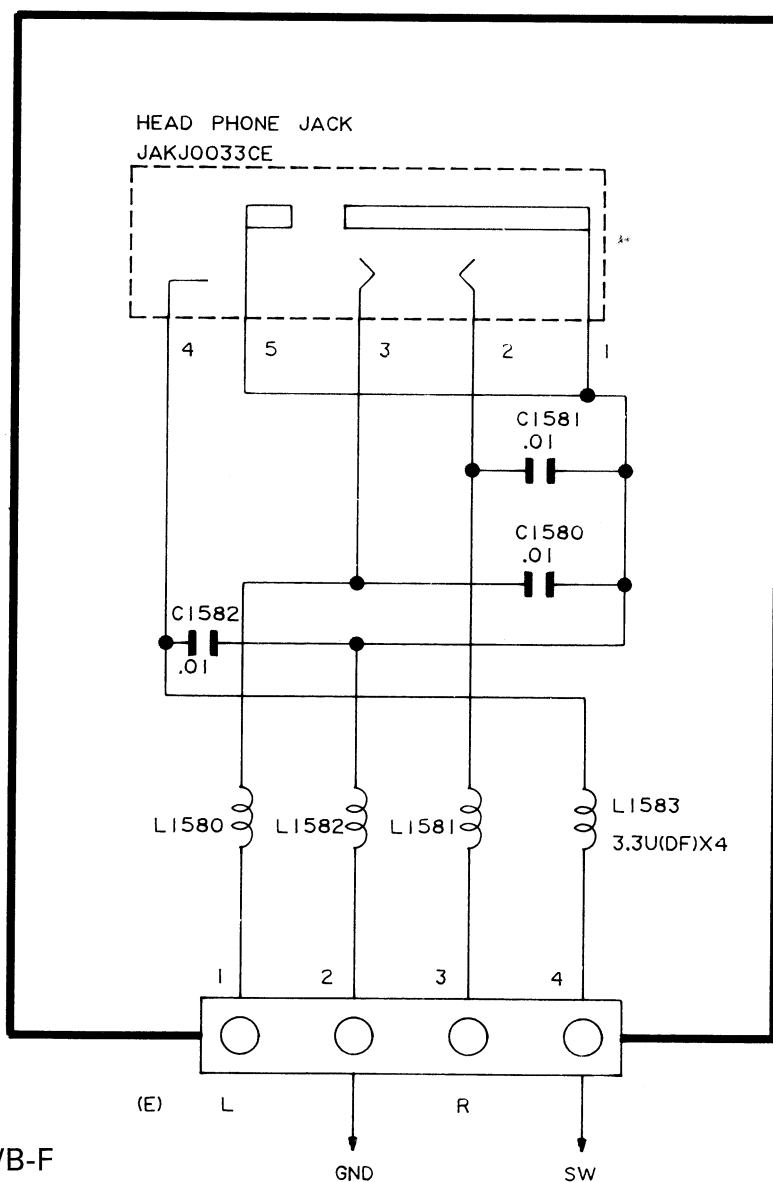 HEAD PHONE JACK
JAKJ0033CE
4 5 3 2 1
C1581
.01
C1580
.01
C1582
.01
L1580 L1582 L1581 L1583
3.3U(DF)X4
1 2 3 4
(E) L R
/B-F
GND SW